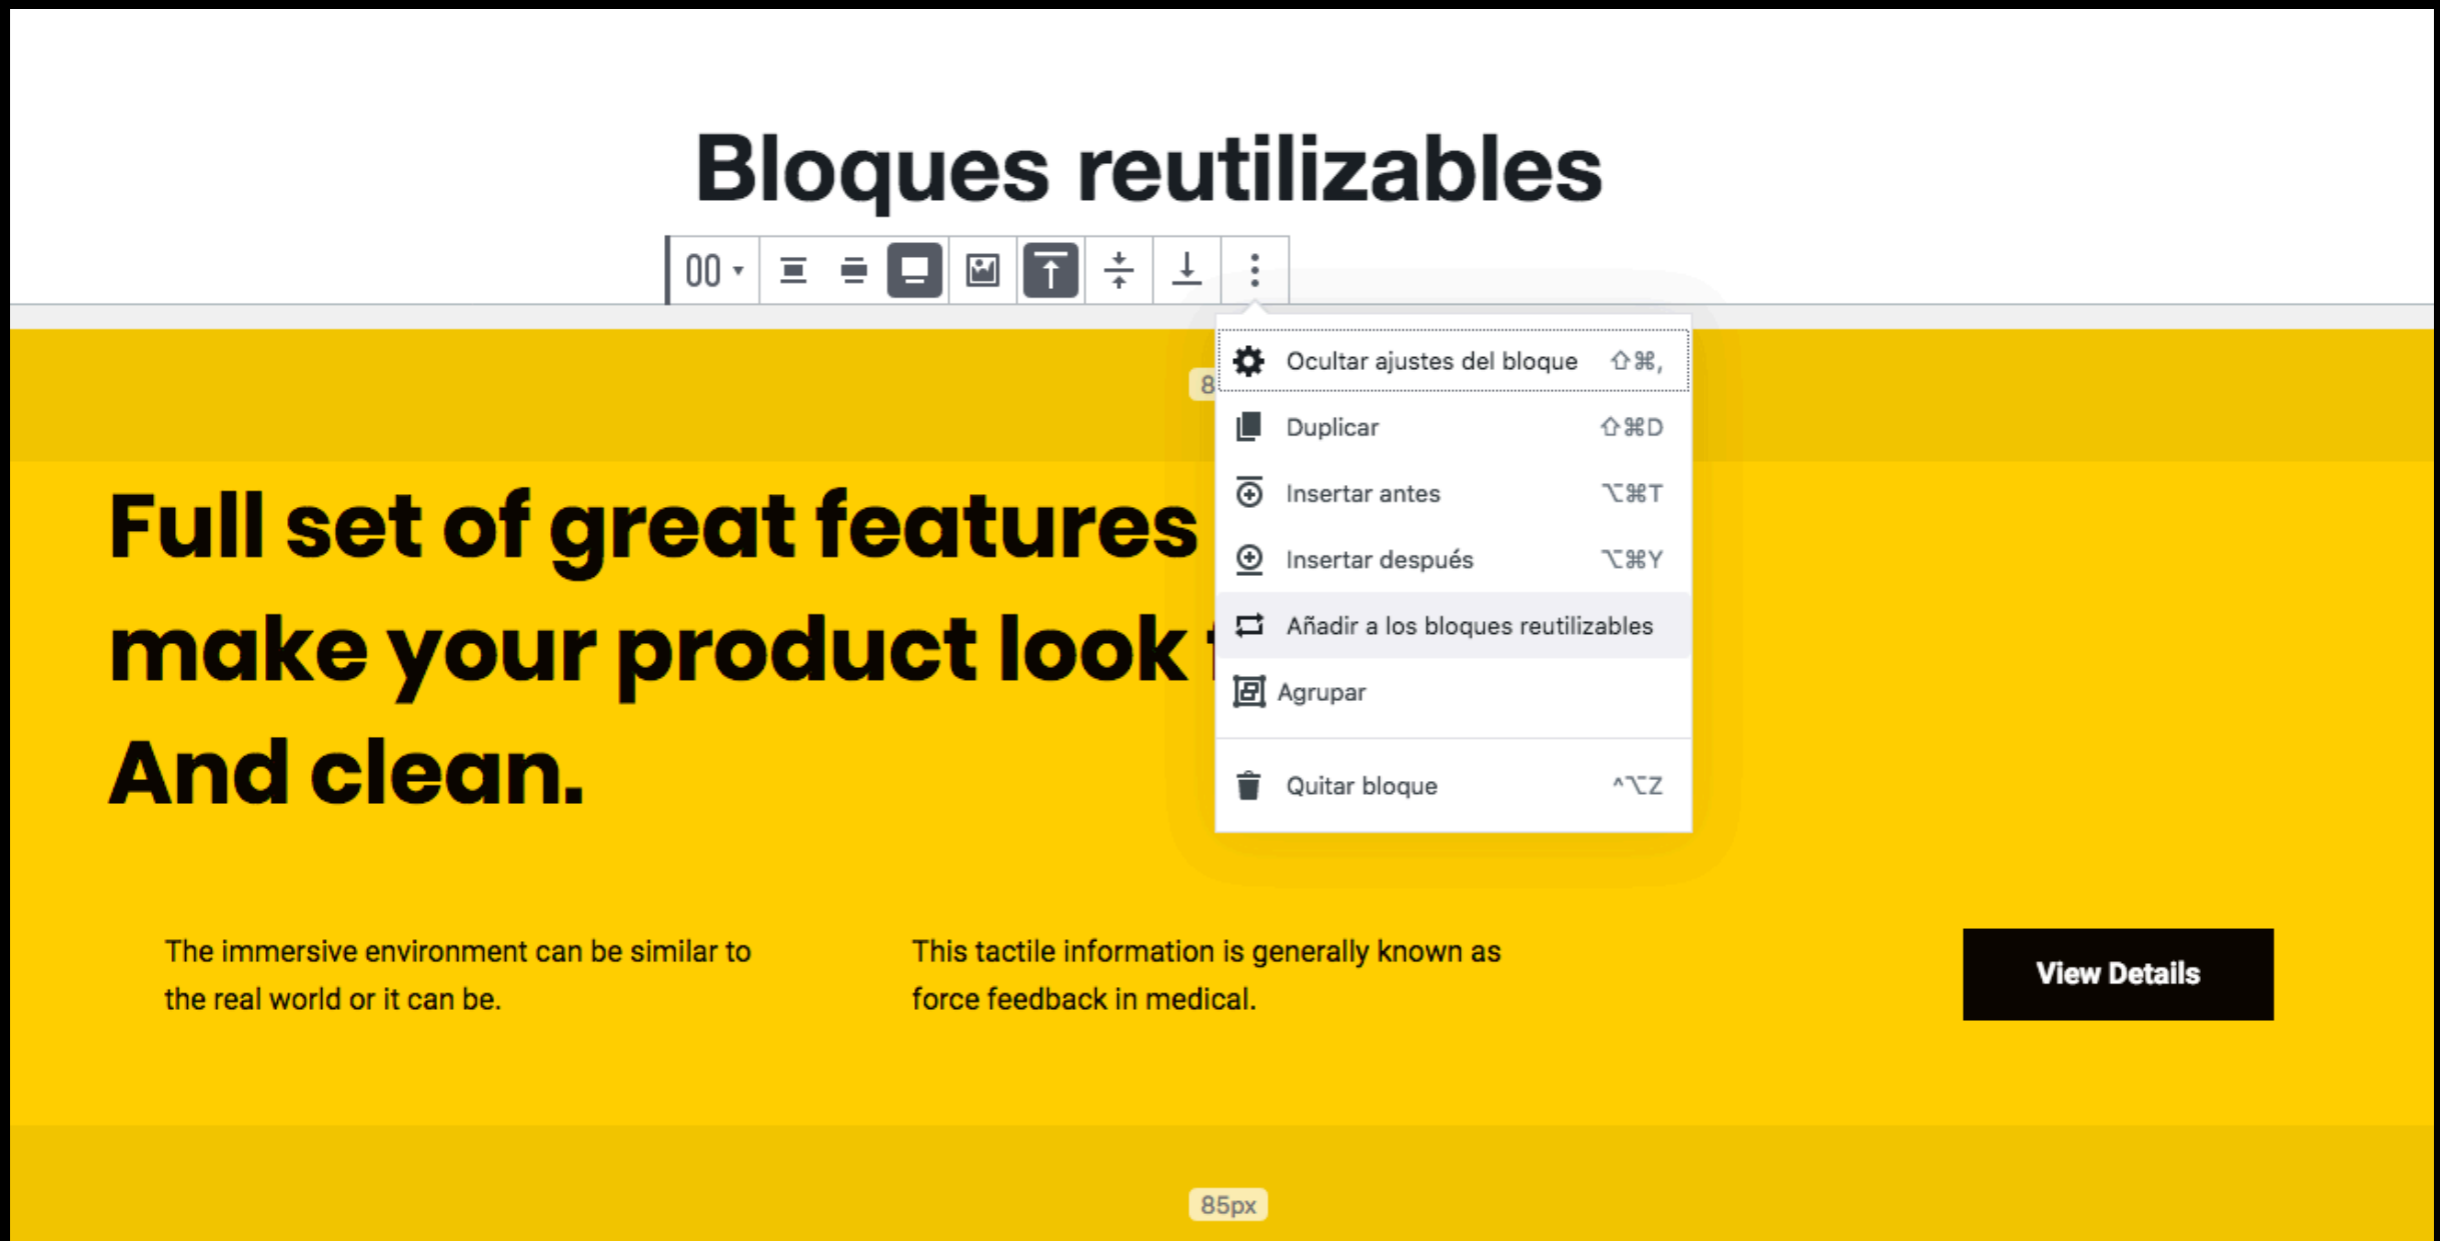 Bloques reutilizables
Ocultar ajustes del bloque ⇧⌘,
Duplicar ⇧⌘D
Insertar antes ⌥⌘T
Insertar después ⌥⌘Y
Añadir a los bloques reutilizables
Agrupar
Quitar bloque ^⌥Z
Full set of great features
make your product look
And clean.
The immersive environment can be similar to
the real world or it can be.
This tactile information is generally known as
force feedback in medical.
View Details
85px